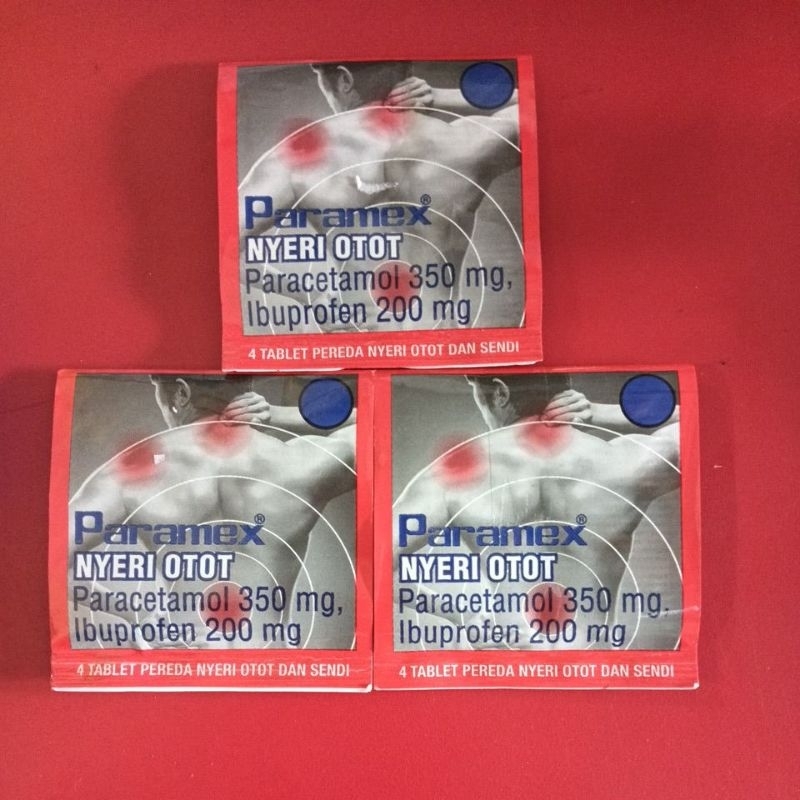 Paramex®
NYERI OTOT
Paracetamol 350 mg,
Ibuprofen 200 mg
4 TABLET PEREDA NYERI OTOT DAN SENDI
Paramex®
NYERI OTOT
Paracetamol 350 mg,
Ibuprofen 200 mg
4 TABLET PEREDA NYERI OTOT DAN SENDI
Paramex®
NYERI OTOT
Paracetamol 350 mg,
Ibuprofen 200 mg
4 TABLET PEREDA NYERI OTOT DAN SENDI